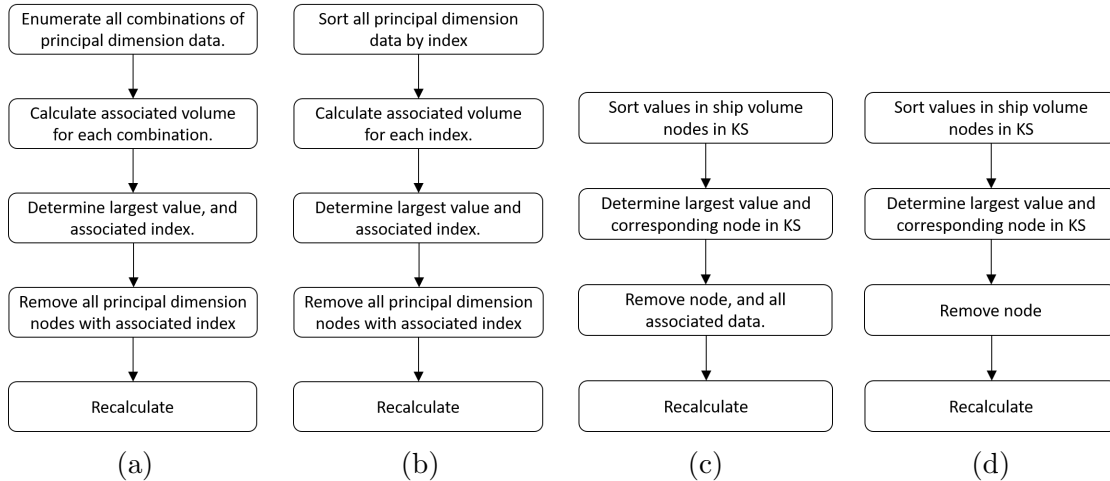 Enumerate all combinations of
principal dimension data.
Calculate associated volume
for each combination.
Determine largest value, and
associated index.
Remove all principal dimension
nodes with associated index
Recalculate
(a)
Sort all principal dimension
data by index
Calculate associated volume
for each index.
Determine largest value and
associated index.
Remove all principal dimension
nodes with associated index
Recalculate
(b)
Sort values in ship volume
nodes in KS
Determine largest value and
corresponding node in KS
Remove node, and all
associated data.
Recalculate
(c)
Sort values in ship volume
nodes in KS
Determine largest value and
corresponding node in KS
Remove node
Recalculate
(d)